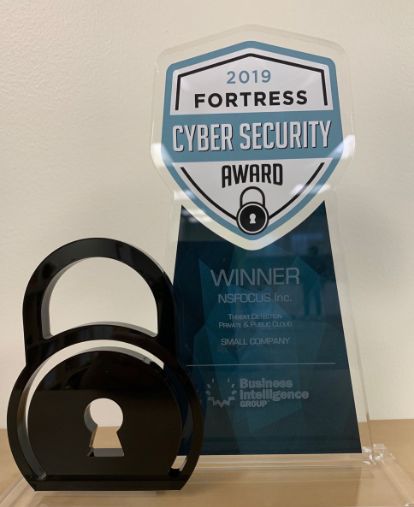 2019
FORTRESS
CYBER SECURITY
AWARD
WINNER
NSFOCUS Inc.
Threat Detection
Private & Public Cloud
SMALL COMPANY
Business
Intelligence
GROUP